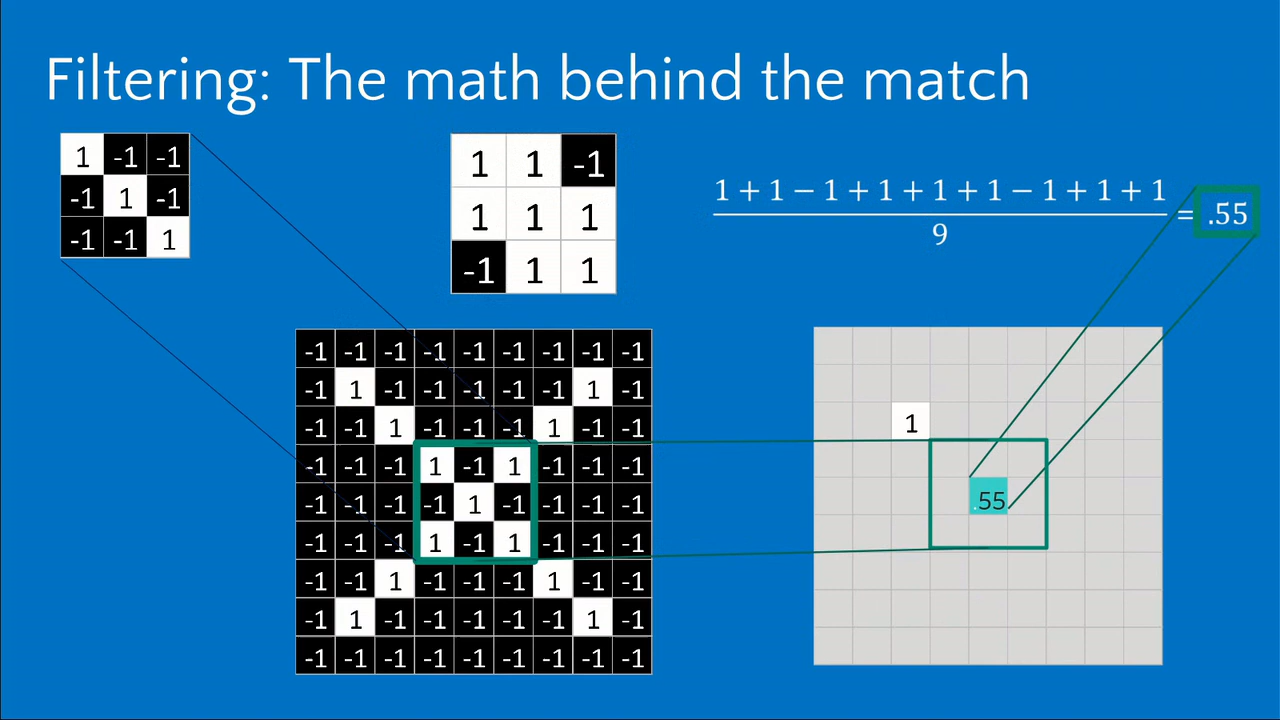 Filtering: The math behind the match
1 -1 -1
-1 1 -1
-1 -1 1
1 1 -1
1 1 1
-1 1 1
1 + 1 − 1 + 1 + 1 + 1 − 1 + 1 + 1
9
= .55
-1 -1 -1 -1 -1 -1 -1 -1 -1
-1 1 -1 -1 -1 -1 -1 1 -1
-1 -1 1 -1 -1 -1 1 -1 -1
-1 -1 -1 1 -1 1 -1 -1 -1
-1 -1 -1 -1 1 -1 -1 -1 -1
-1 -1 -1 1 -1 1 -1 -1 -1
-1 -1 1 -1 -1 -1 1 -1 -1
-1 1 -1 -1 -1 -1 -1 1 -1
-1 -1 -1 -1 -1 -1 -1 -1 -1
1
.55